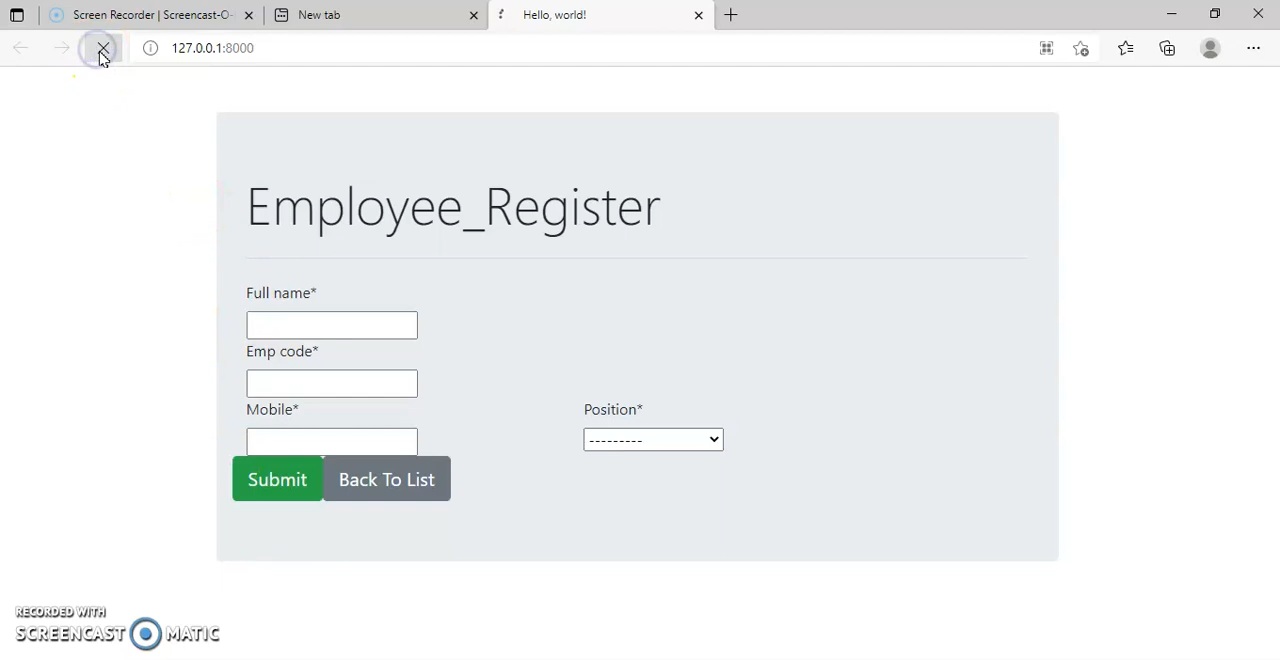 Screen Recorder | Screencast-O-
New tab
Hello, world!
127.0.0.1:8000
Employee_Register
Full name*
Emp code*
Mobile*
Position*
---------
Submit
Back To List
RECORDED WITH
SCREENCAST MATIC